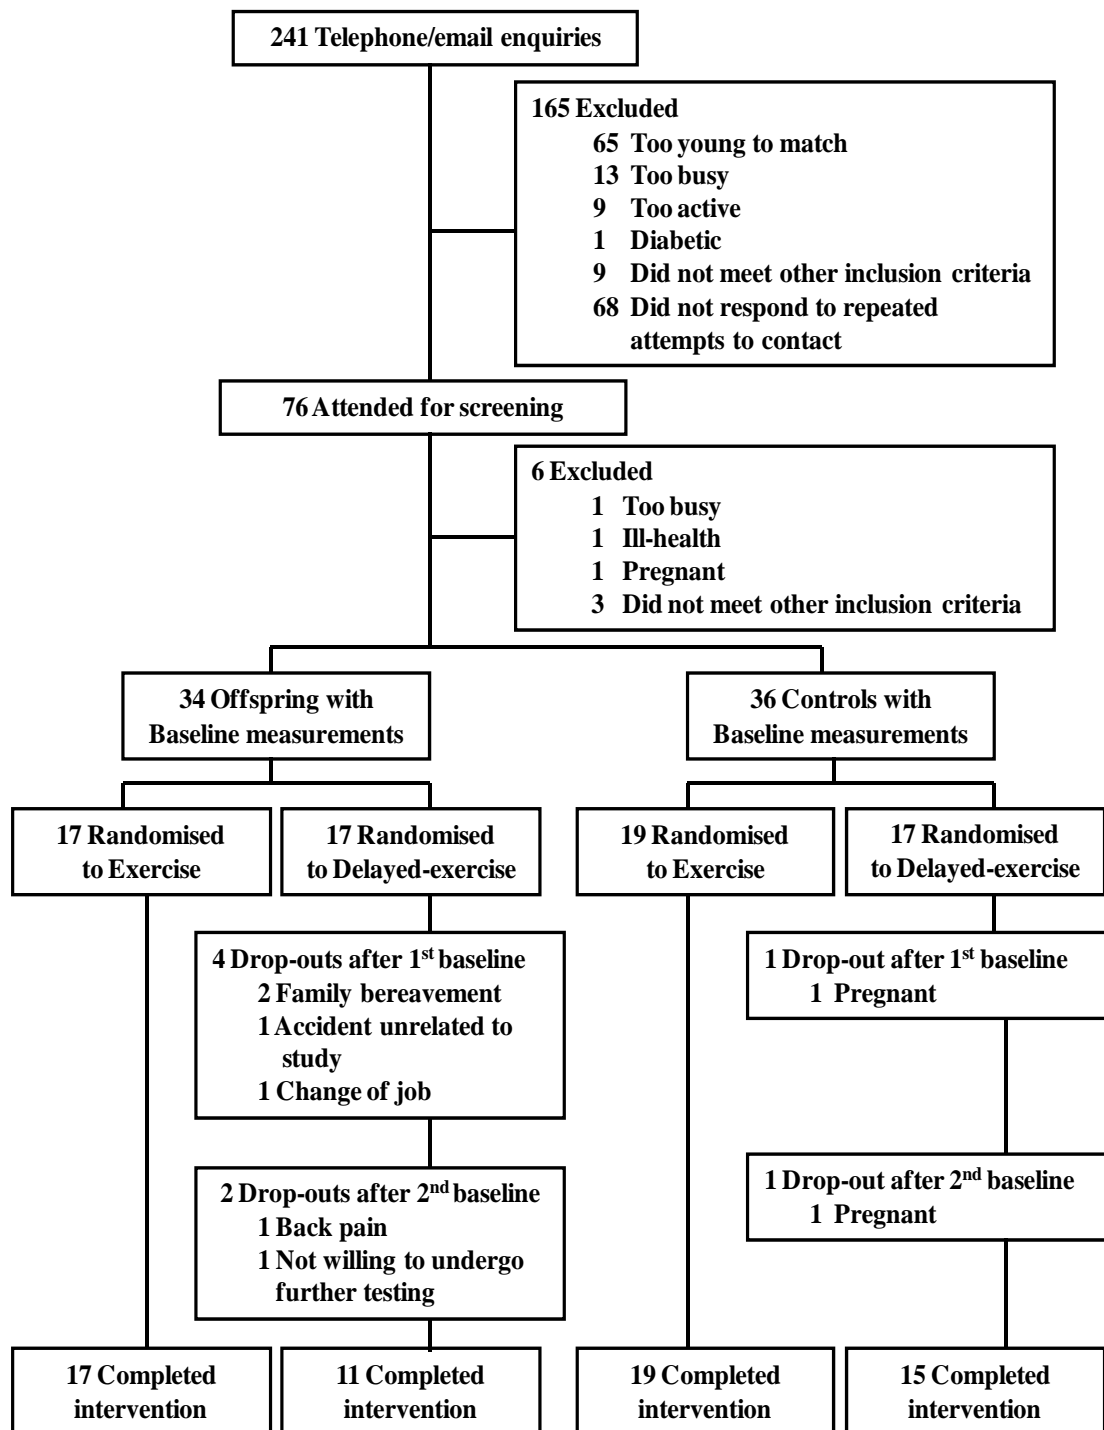 241 Telephone/email enquiries
165 Excluded
65 Too young to match
13 Too busy
9 Too active
1 Diabetic
9 Did not meet other inclusion criteria
68 Did not respond to repeated
attempts to contact
76 Attended for screening
6 Excluded
1 Too busy
1 Ill-health
1 Pregnant
3 Did not meet other inclusion criteria
34 Offspring with
Baseline measurements
36 Controls with
Baseline measurements
17 Randomised
to Exercise
17 Randomised
to Delayed-exercise
19 Randomised
to Exercise
17 Randomised
to Delayed-exercise
4 Drop-outs after 1st baseline
2 Family bereavement
1 Accident unrelated to
study
1 Change of job
1 Drop-out after 1st baseline
1 Pregnant
2 Drop-outs after 2nd baseline
1 Back pain
1 Not willing to undergo
further testing
1 Drop-out after 2nd baseline
1 Pregnant
17 Completed
intervention
11 Completed
intervention
19 Completed
intervention
15 Completed
intervention